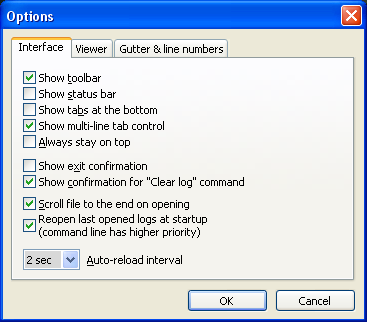 Options
Interface Viewer Gutter & line numbers
Show toolbar
Show status bar
Show tabs at the bottom
Show multi-line tab control
Always stay on top
Show exit confirmation
Show confirmation for "Clear log" command
Scroll file to the end on opening
Reopen last opened logs at startup
(command line has higher priority)
2 sec Auto-reload interval
OK Cancel